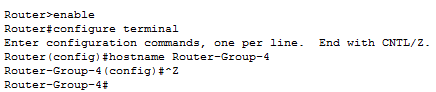 Router>enable
Router#configure terminal
Enter configuration commands, one per line.  End with CNTL/Z.
Router(config)#hostname Router-Group-4
Router-Group-4(config)#^Z
Router-Group-4#